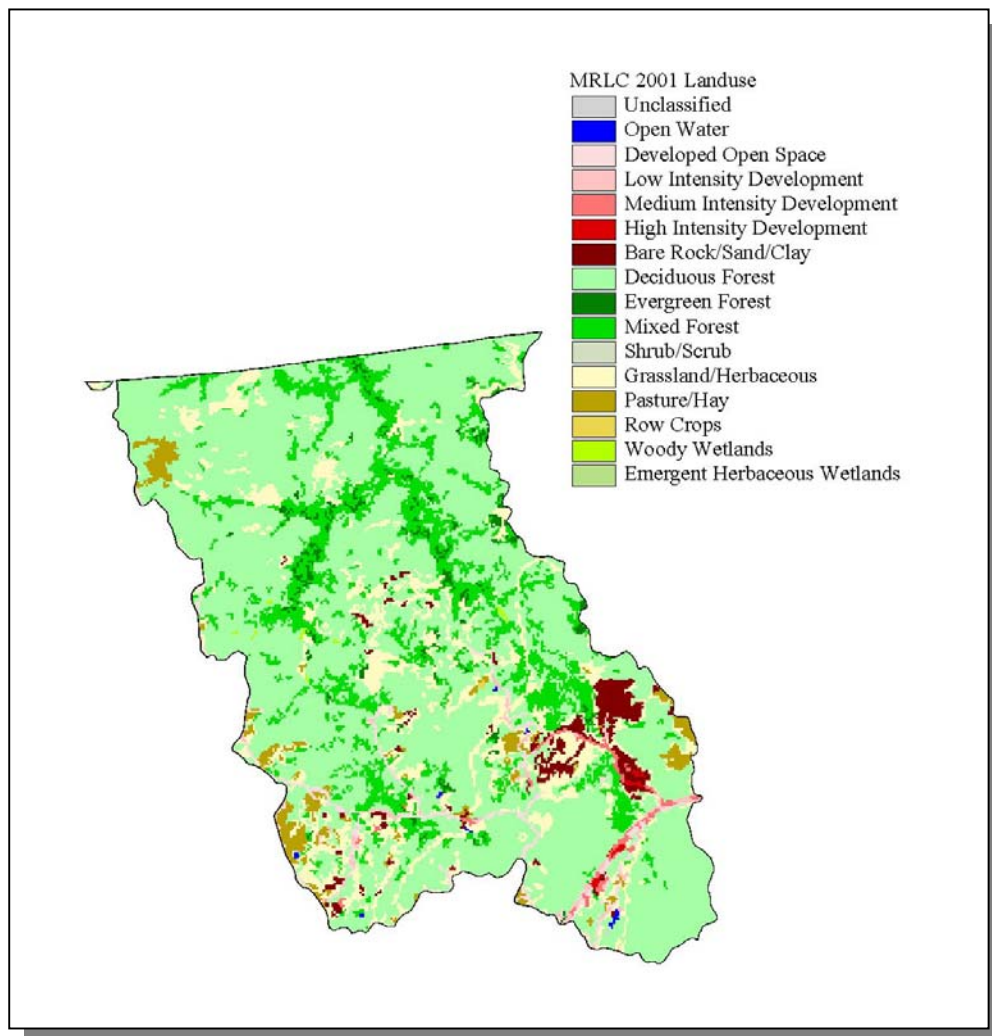 MRLC 2001 Landuse
Unclassified
Open Water
Developed Open Space
Low Intensity Development
Medium Intensity Development
High Intensity Development
Bare Rock/Sand/Clay
Deciduous Forest
Evergreen Forest
Mixed Forest
Shrub/Scrub
Grassland/Herbaceous
Pasture/Hay
Row Crops
Woody Wetlands
Emergent Herbaceous Wetlands